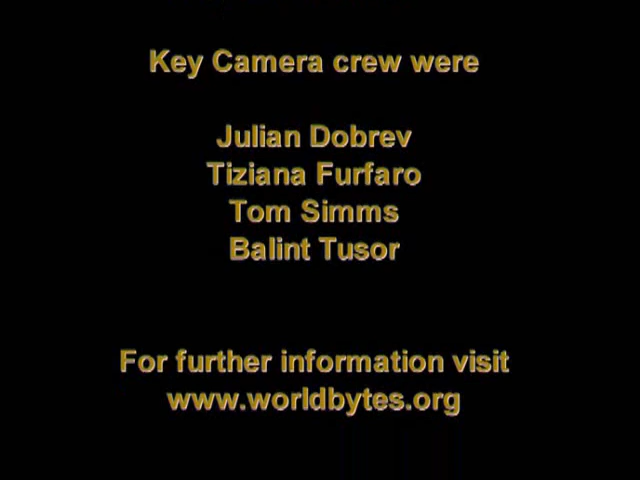 Key Camera crew were
Julian Dobrev
Tiziana Furfaro
Tom Simms
Balint Tusor
For further information visit
www.worldbytes.org